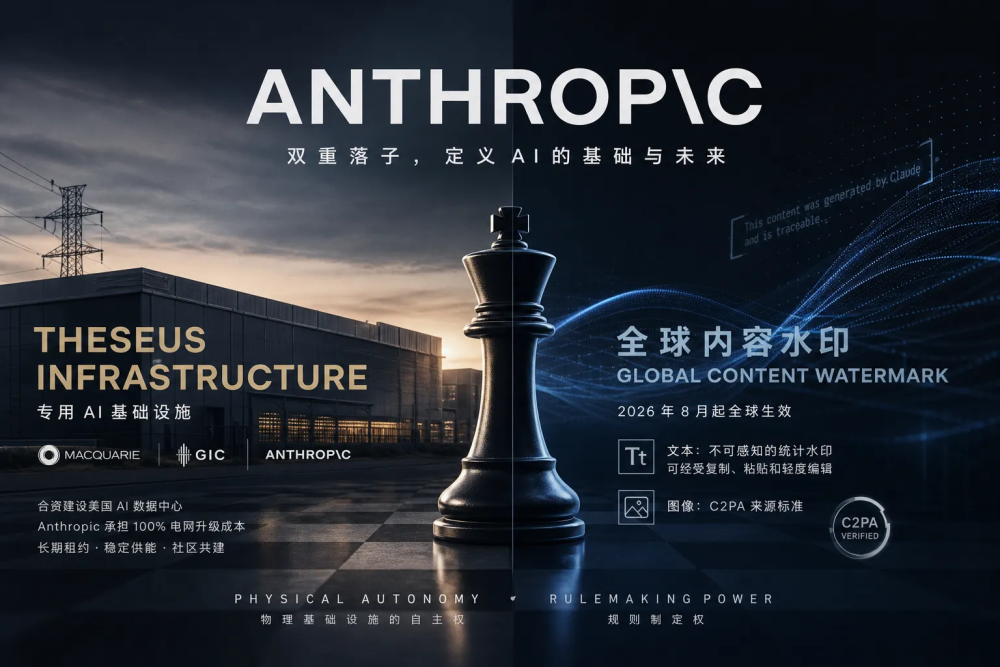 ANTHROP\C
双重落子，定义AI的基础与未来
This content was generated by Claude
and is traceable..
THESEUS
INFRASTRUCTURE
专用 AI 基础设施
MACQUARIE
GIC
ANTHROP\C
合资建设美国 AI 数据中心
Anthropic 承担 100% 电网升级成本
长期租约 · 稳定供能 · 社区共建
全球内容水印
GLOBAL CONTENT WATERMARK
2026 年 8 月起全球生效
Tt
文本：不可感知的统计水印
可经受复制、粘贴和轻度编辑
图像：C2PA 来源标准
C2PA
VERIFIED
PHYSICAL AUTONOMY
物理基础设施的自主权
RULEMAKING POWER
规则制定权